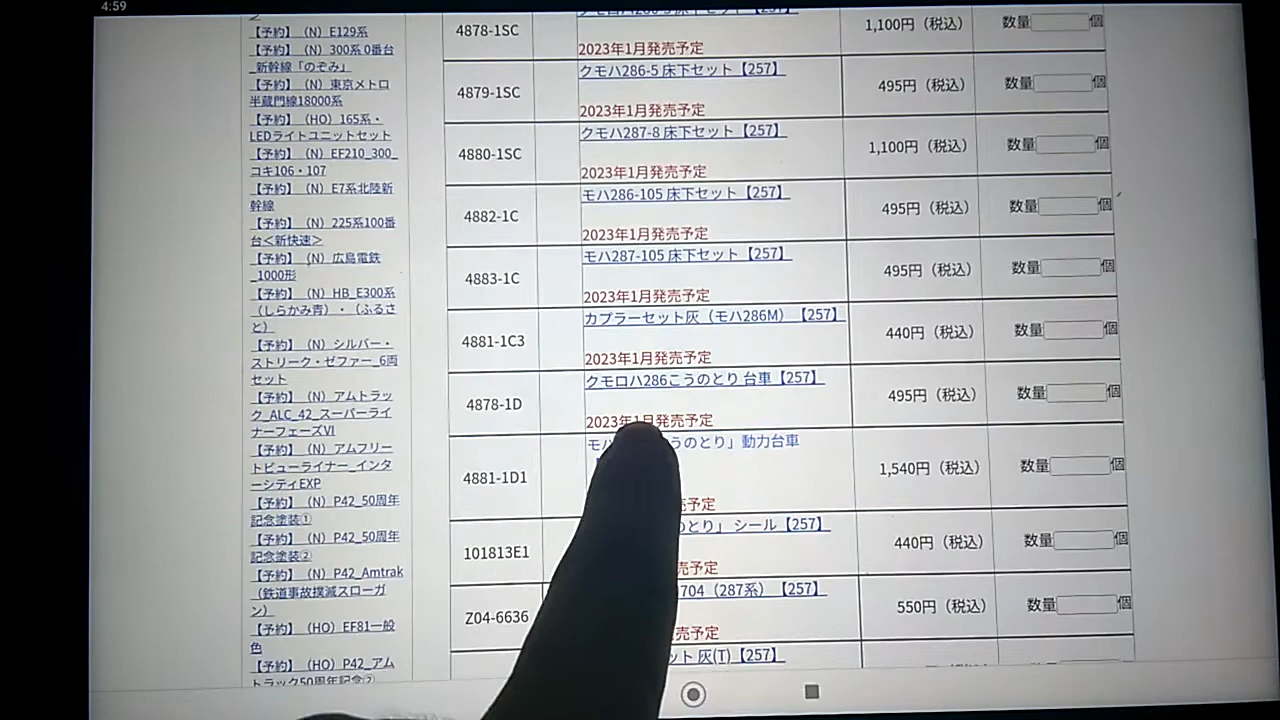 4:59
【予約】（N）E129系
【予約】（N）300系 0番台
_新幹線「のぞみ」
【予約】（N）東京メトロ
半蔵門線18000系
【予約】（HO）165系・
LEDライトユニットセット
【予約】（N）EF210_300_
コキ106・107
【予約】（N）E7系北陸新
幹線
【予約】（N）225系100番
台＜新快速＞
【予約】（N）広島電鉄
_1000形
【予約】（N）HB_E300系
（しらかみ青）・（ふるさ
と）
【予約】（N）シルバー・
ストリーク・ゼファー_6両
セット
【予約】（N）アムトラッ
ク_ALC_42_スーパーライ
ナーフェーズⅥ
【予約】（N）アムフリー
トビューライナー_インタ
ーシティEXP
【予約】（N）P42_50周年
記念塗装①
【予約】（N）P42_50周年
記念塗装②
【予約】（N）P42_Amtrak
（鉄道事故撲滅スローガ
ン）
【予約】（HO）EF81一般
色
【予約】（HO）P42_アム
トラック50周年記念②
4878-1SC
2023年1月発売予定
1,100円（税込）
数量 個
4879-1SC
クモハ286-5 床下セット【257】
2023年1月発売予定
495円（税込）
数量 個
4880-1SC
クモハ287-8 床下セット【257】
2023年1月発売予定
1,100円（税込）
数量 個
4882-1C
モハ286-105 床下セット【257】
2023年1月発売予定
495円（税込）
数量 個
4883-1C
モハ287-105 床下セット【257】
2023年1月発売予定
495円（税込）
数量 個
4881-1C3
カプラーセット灰（モハ286M）【257】
2023年1月発売予定
440円（税込）
数量 個
4878-1D
クモロハ286こうのとり 台車【257】
2023年1月発売予定
495円（税込）
数量 個
4881-1D1
モハ うのとり」動力台車
売予定
1,540円（税込）
数量 個
101813E1
のとり」 シール【257】
売予定
440円（税込）
数量 個
Z04-6636
704（287系）【257】
売予定
550円（税込）
数量 個
ット 灰(T)【257】